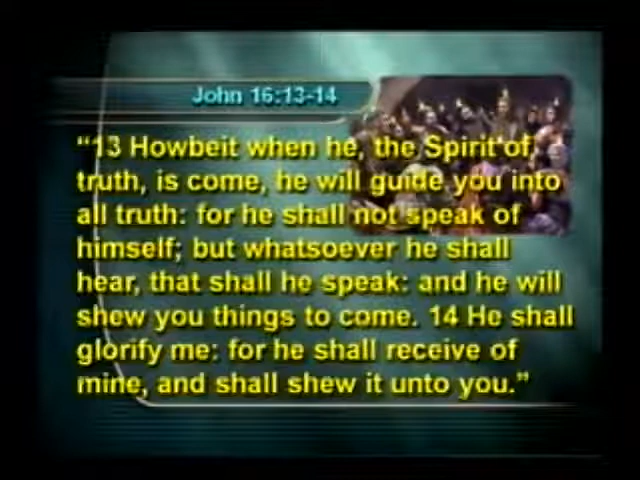 John 16:13-14
“13 Howbeit when he, the Spirit of,
truth, is come, he will guide you into
all truth: for he shall not speak of
himself; but whatsoever he shall
hear, that shall he speak: and he will
shew you things to come. 14 He shall
glorify me: for he shall receive of
mine, and shall shew it unto you.”